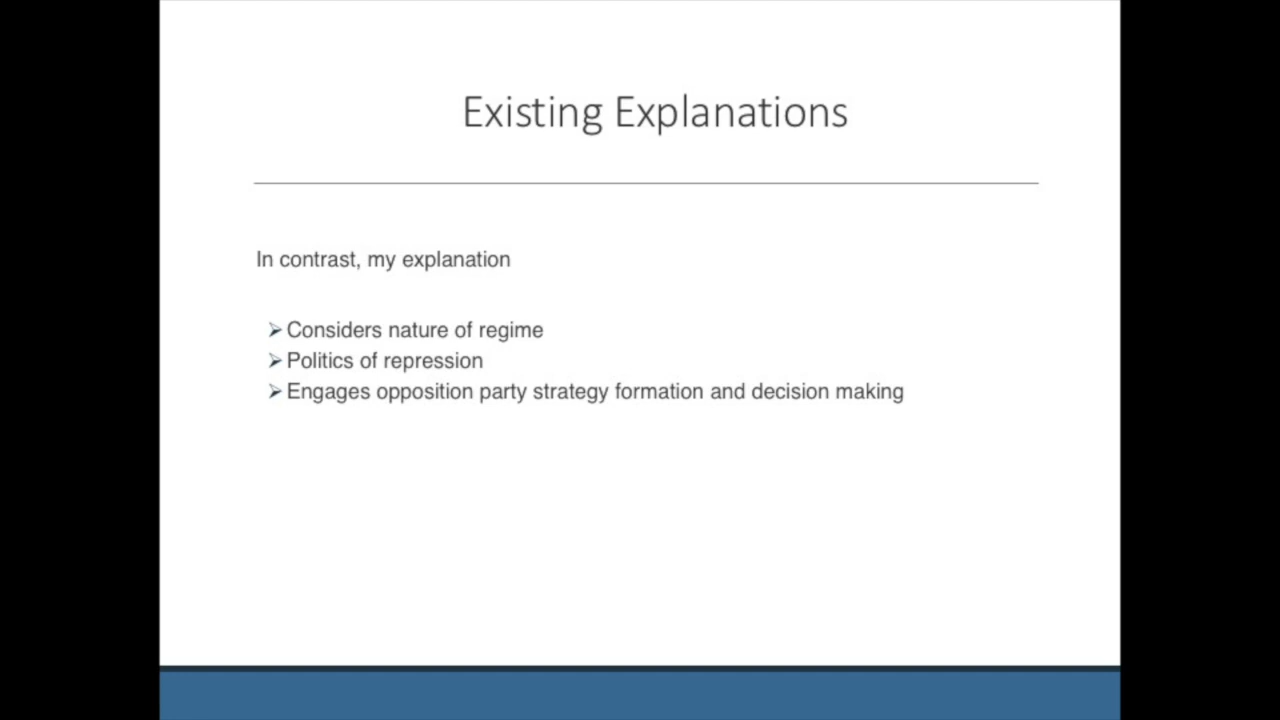 Existing Explanations
In contrast, my explanation
➢Considers nature of regime
➢Politics of repression
➢Engages opposition party strategy formation and decision making